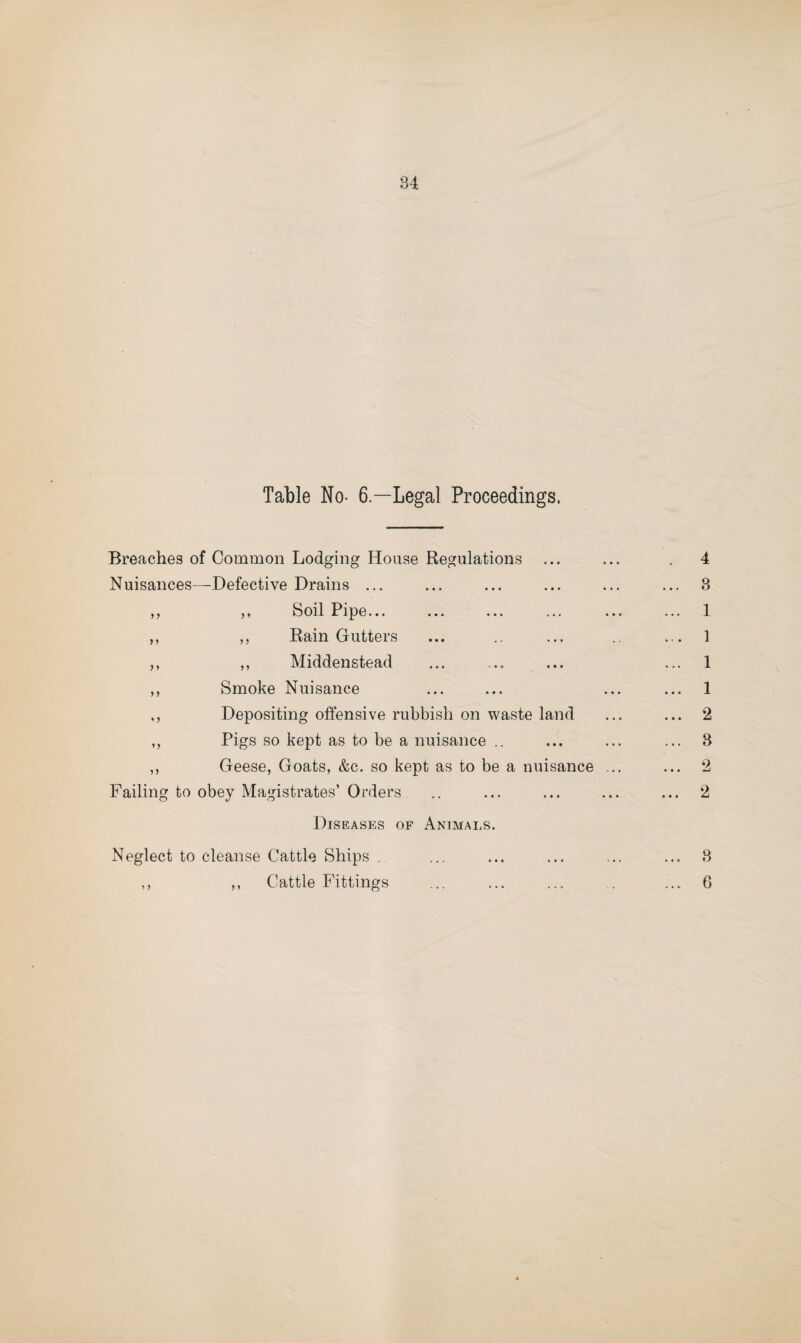 34
Table No. 6.—Legal Proceedings.
Breaches of Common Lodging House Regulations ... ... . 4
Nuisances—Defective Drains ... ... ... ... ... ... 3
,, ,, Soil Pipe... ... ... ... ... ... 1
,, ,, Rain Gutters ... .. ... .. ... 1
,, ,, Middenstead ... ... ... ... 1
,, Smoke Nuisance ... ... ... ... 1
,, Depositing offensive rubbish on waste land ... ... 2
,, Pigs so kept as to be a nuisance .. ... ... ... 3
,, Geese, Goats, &c. so kept as to be a nuisance ... ... 2
Failing to obey Magistrates’ Orders .. ... ... ... ... 2
Diseases of Animals.
Neglect to cleanse Cattle Ships . ... ... ... ... ... 3
,, ,, Cattle Fittings ... ... ... . ... 6